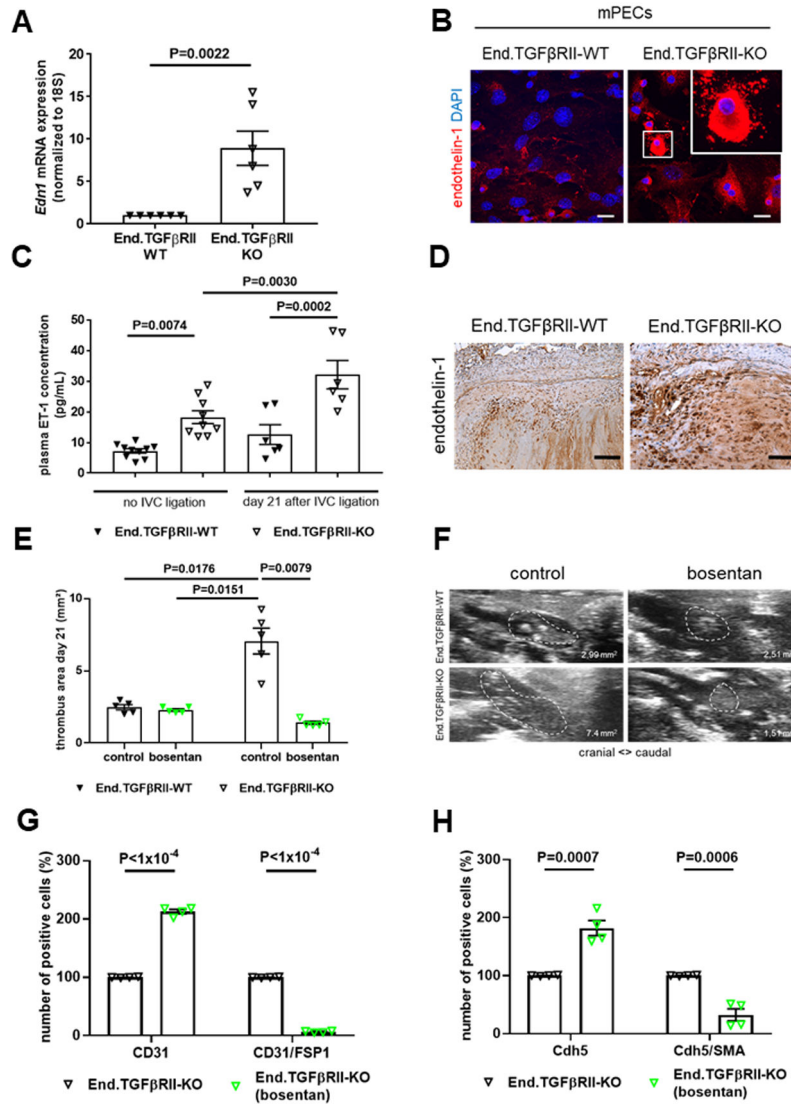 A
P=0.0022
20
15
10
5
0
Edn1 mRNA expression
(normalized to 18S)
End.TGFβRII
WT
End.TGFβRII
KO
B
mPECs
End.TGFβRII-WT
End.TGFβRII-KO
endothelin-1 DAPI
C
P=0.0030
P=0.0002
P=0.0074
50
40
30
20
10
0
plasma ET-1 concentration
(pg/mL)
no IVC ligation
day 21 after IVC ligation
End.TGFβRII-WT
End.TGFβRII-KO
D
End.TGFβRII-WT
End.TGFβRII-KO
endothelin-1
E
P=0.0176
P=0.0079
P=0.0151
10
5
0
thrombus area day 21 (mm²)
control bosentan
control bosentan
End.TGFβRII-WT
End.TGFβRII-KO
F
control
bosentan
End.TGFβRII-WT
2,99 mm²
2,51 m
End.TGFβRII-KO
7.4 mm²
1,51 m
cranial <> caudal
G
P<1x10⁻⁴
P<1x10⁻⁴
300
200
100
0
number of positive cells (%)
CD31
CD31/FSP1
End.TGFβRII-KO
End.TGFβRII-KO
(bosentan)
H
P=0.0007
P=0.0006
300
200
100
0
number of positive cells (%)
Cdh5
Cdh5/SMA
End.TGFβRII-KO
End.TGFβRII-KO
(bosentan)